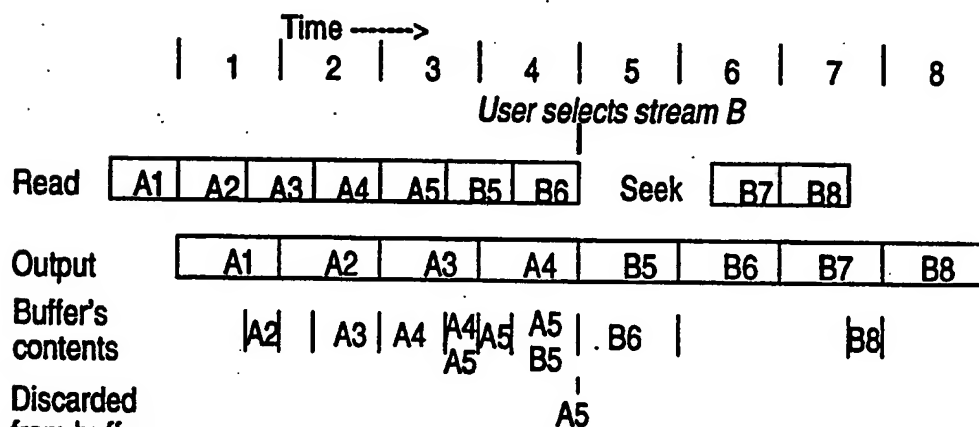 Time ------->
| 1 | 2 | 3 | 4 | 5 | 6 | 7 | 8
User selects stream B
Read A1 A2 A3 A4 A5 B5 B6 Seek B7 B8
Output A1 A2 A3 A4 B5 B6 B7 B8
Buffer's
contents
A2 A3 A4 A4 A5 A5 B6 B8
A5 B5
Discarded
A5